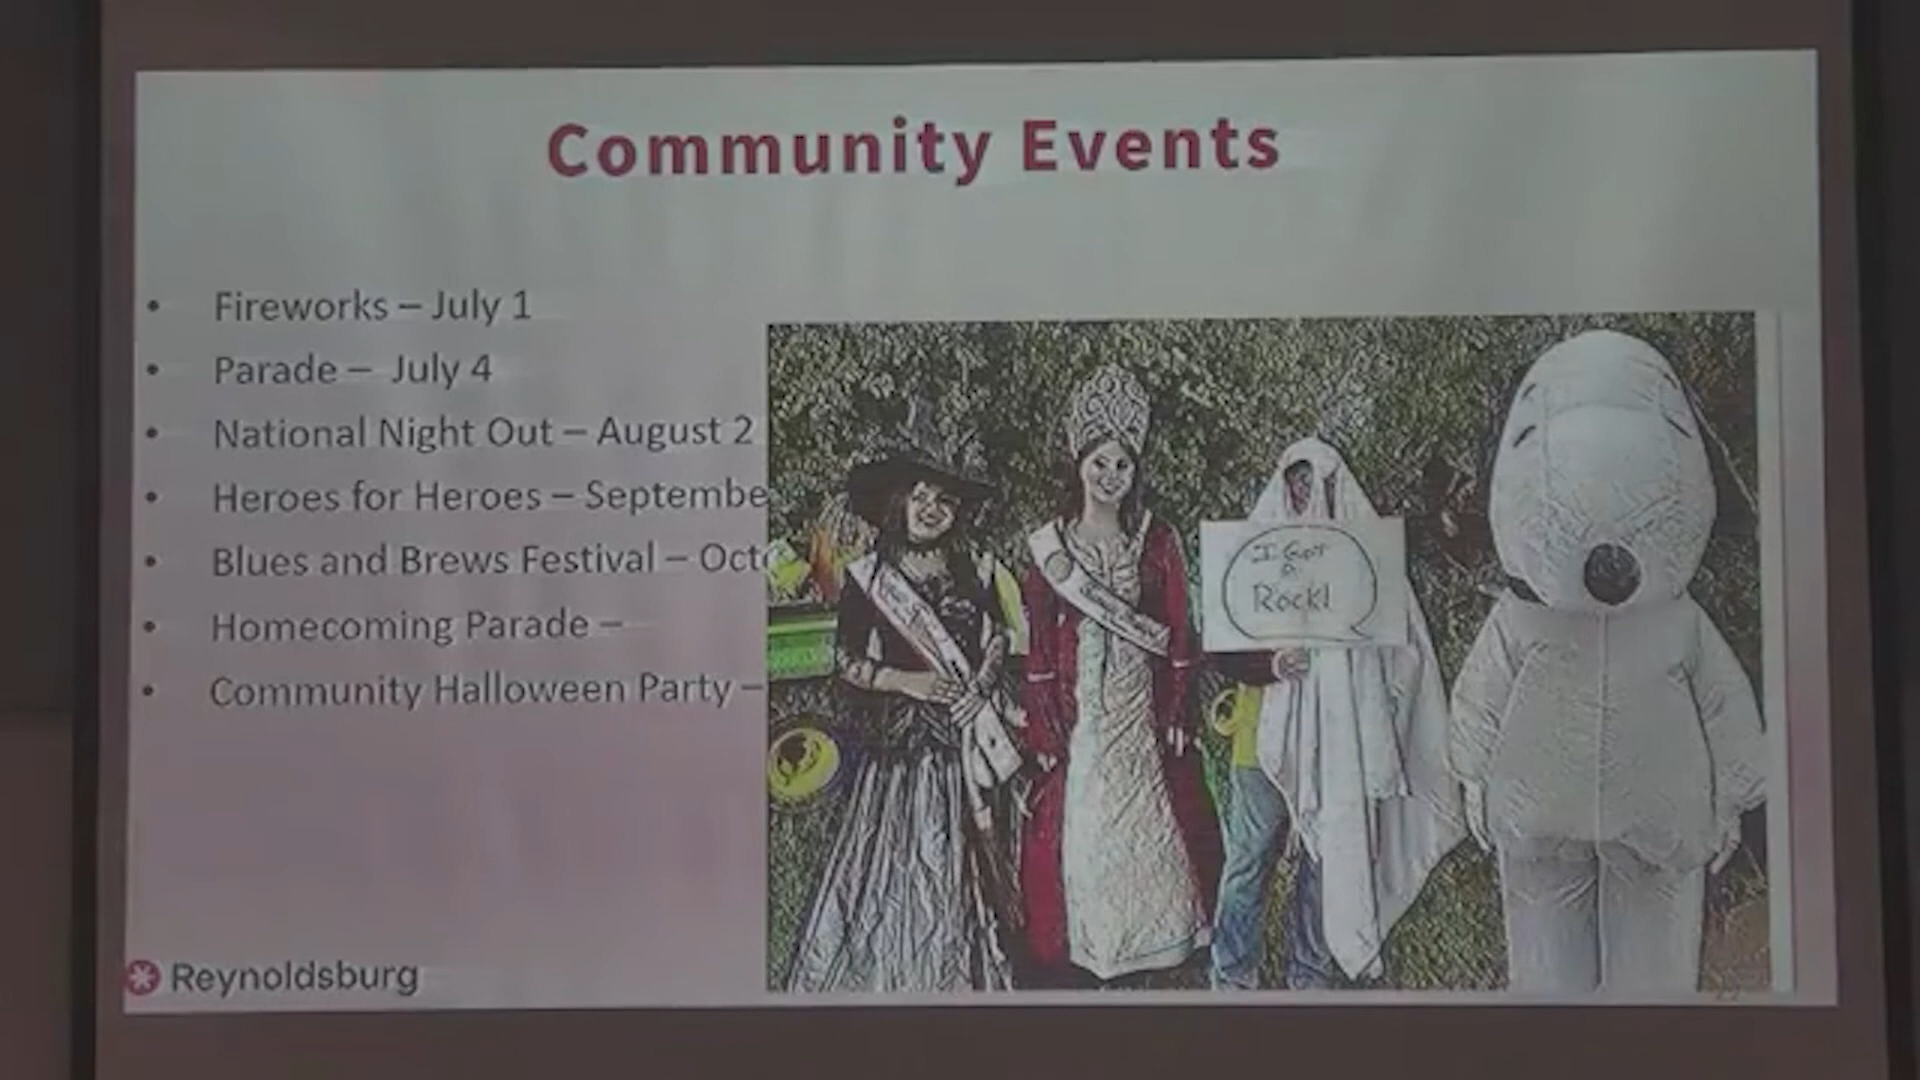 Community Events
• Fireworks – July 1
• Parade – July 4
• National Night Out – August 2
• Heroes for Heroes – Septembe
• Blues and Brews Festival – Octo
• Homecoming Parade –
• Community Halloween Party –
I Got
a
Rock!
Reynoldsburg